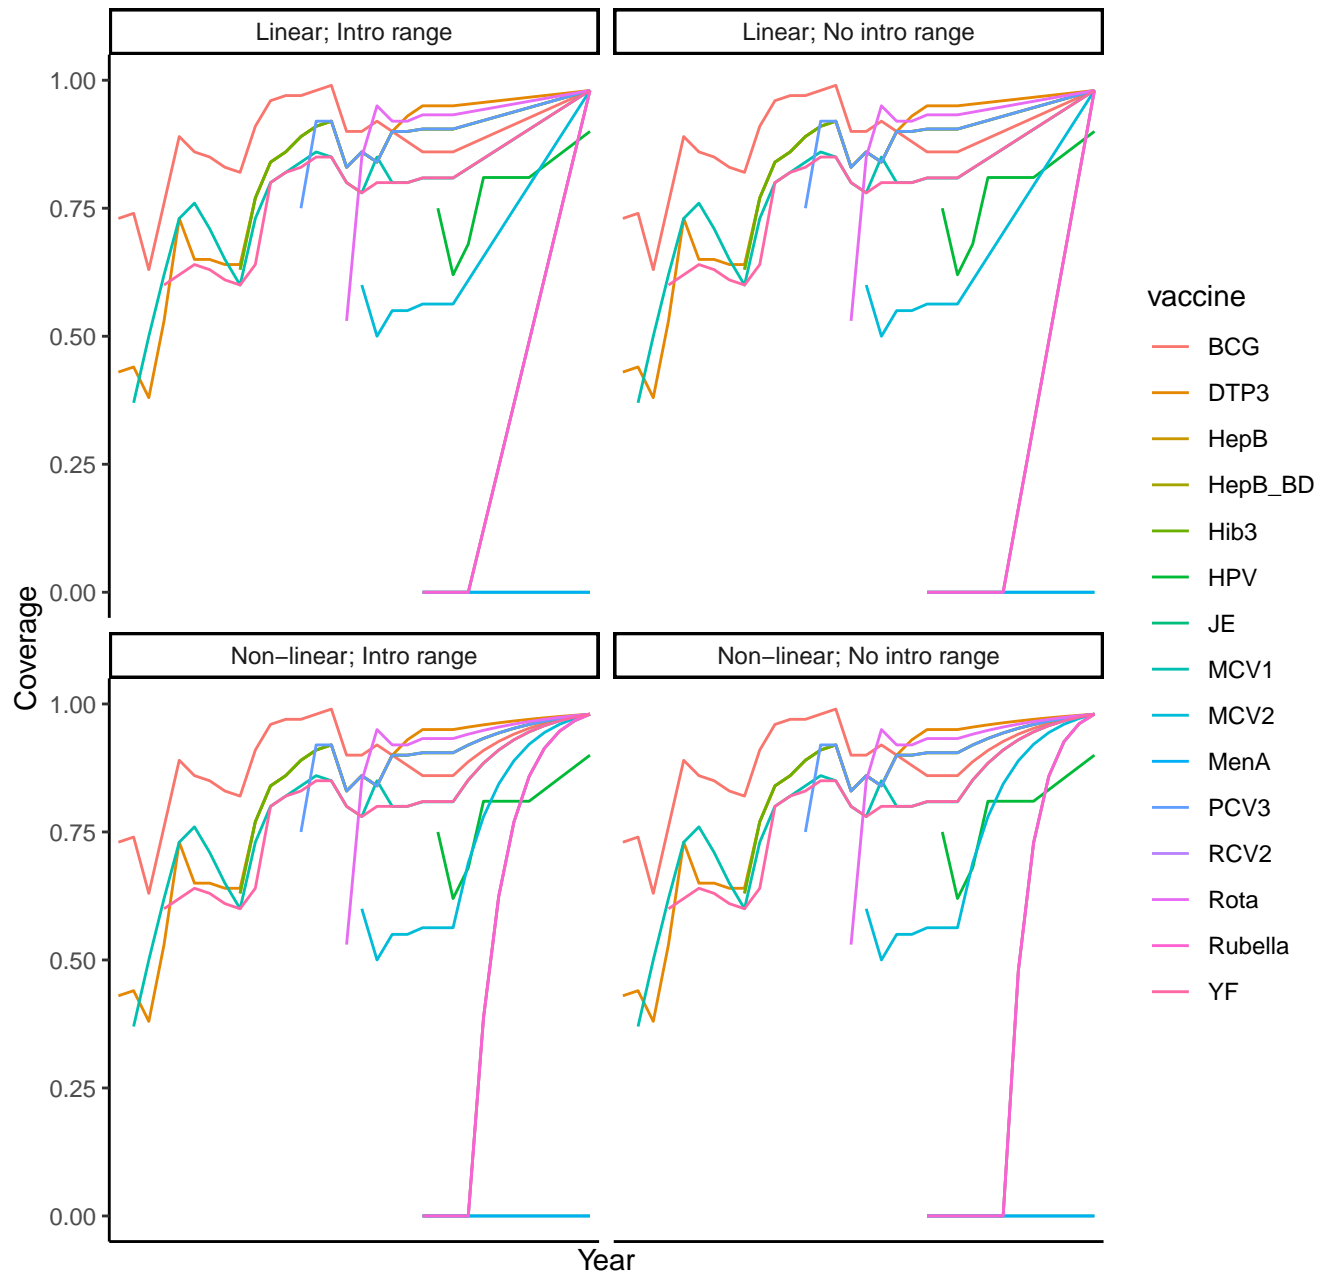 Linear; Intro range
Linear; No intro range
1.00
0.75
0.50
0.25
0.00
Non−linear; Intro range
Non−linear; No intro range
1.00
0.75
0.50
0.25
0.00
Coverage
Year
vaccine
BCG
DTP3
HepB
HepB_BD
Hib3
HPV
JE
MCV1
MCV2
MenA
PCV3
RCV2
Rota
Rubella
YF